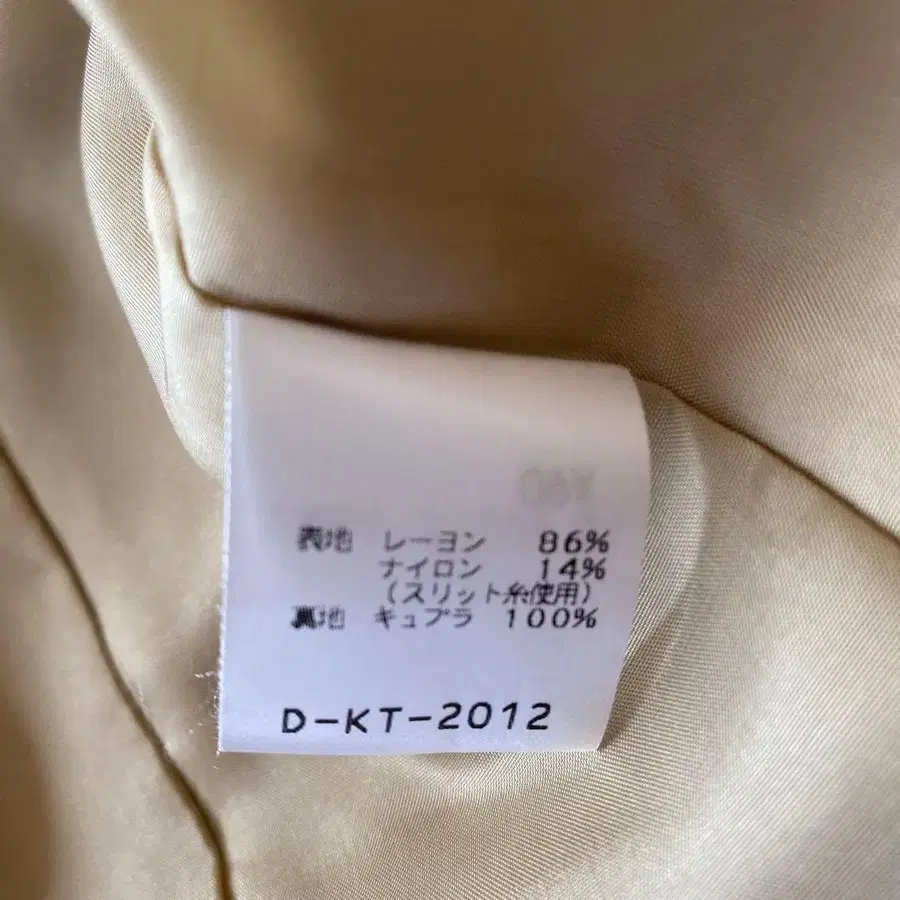 表地 レーヨン 86%
ナイロン 14%
(スリット糸使用)
裏地 キュプラ 100%
D-KT-2012